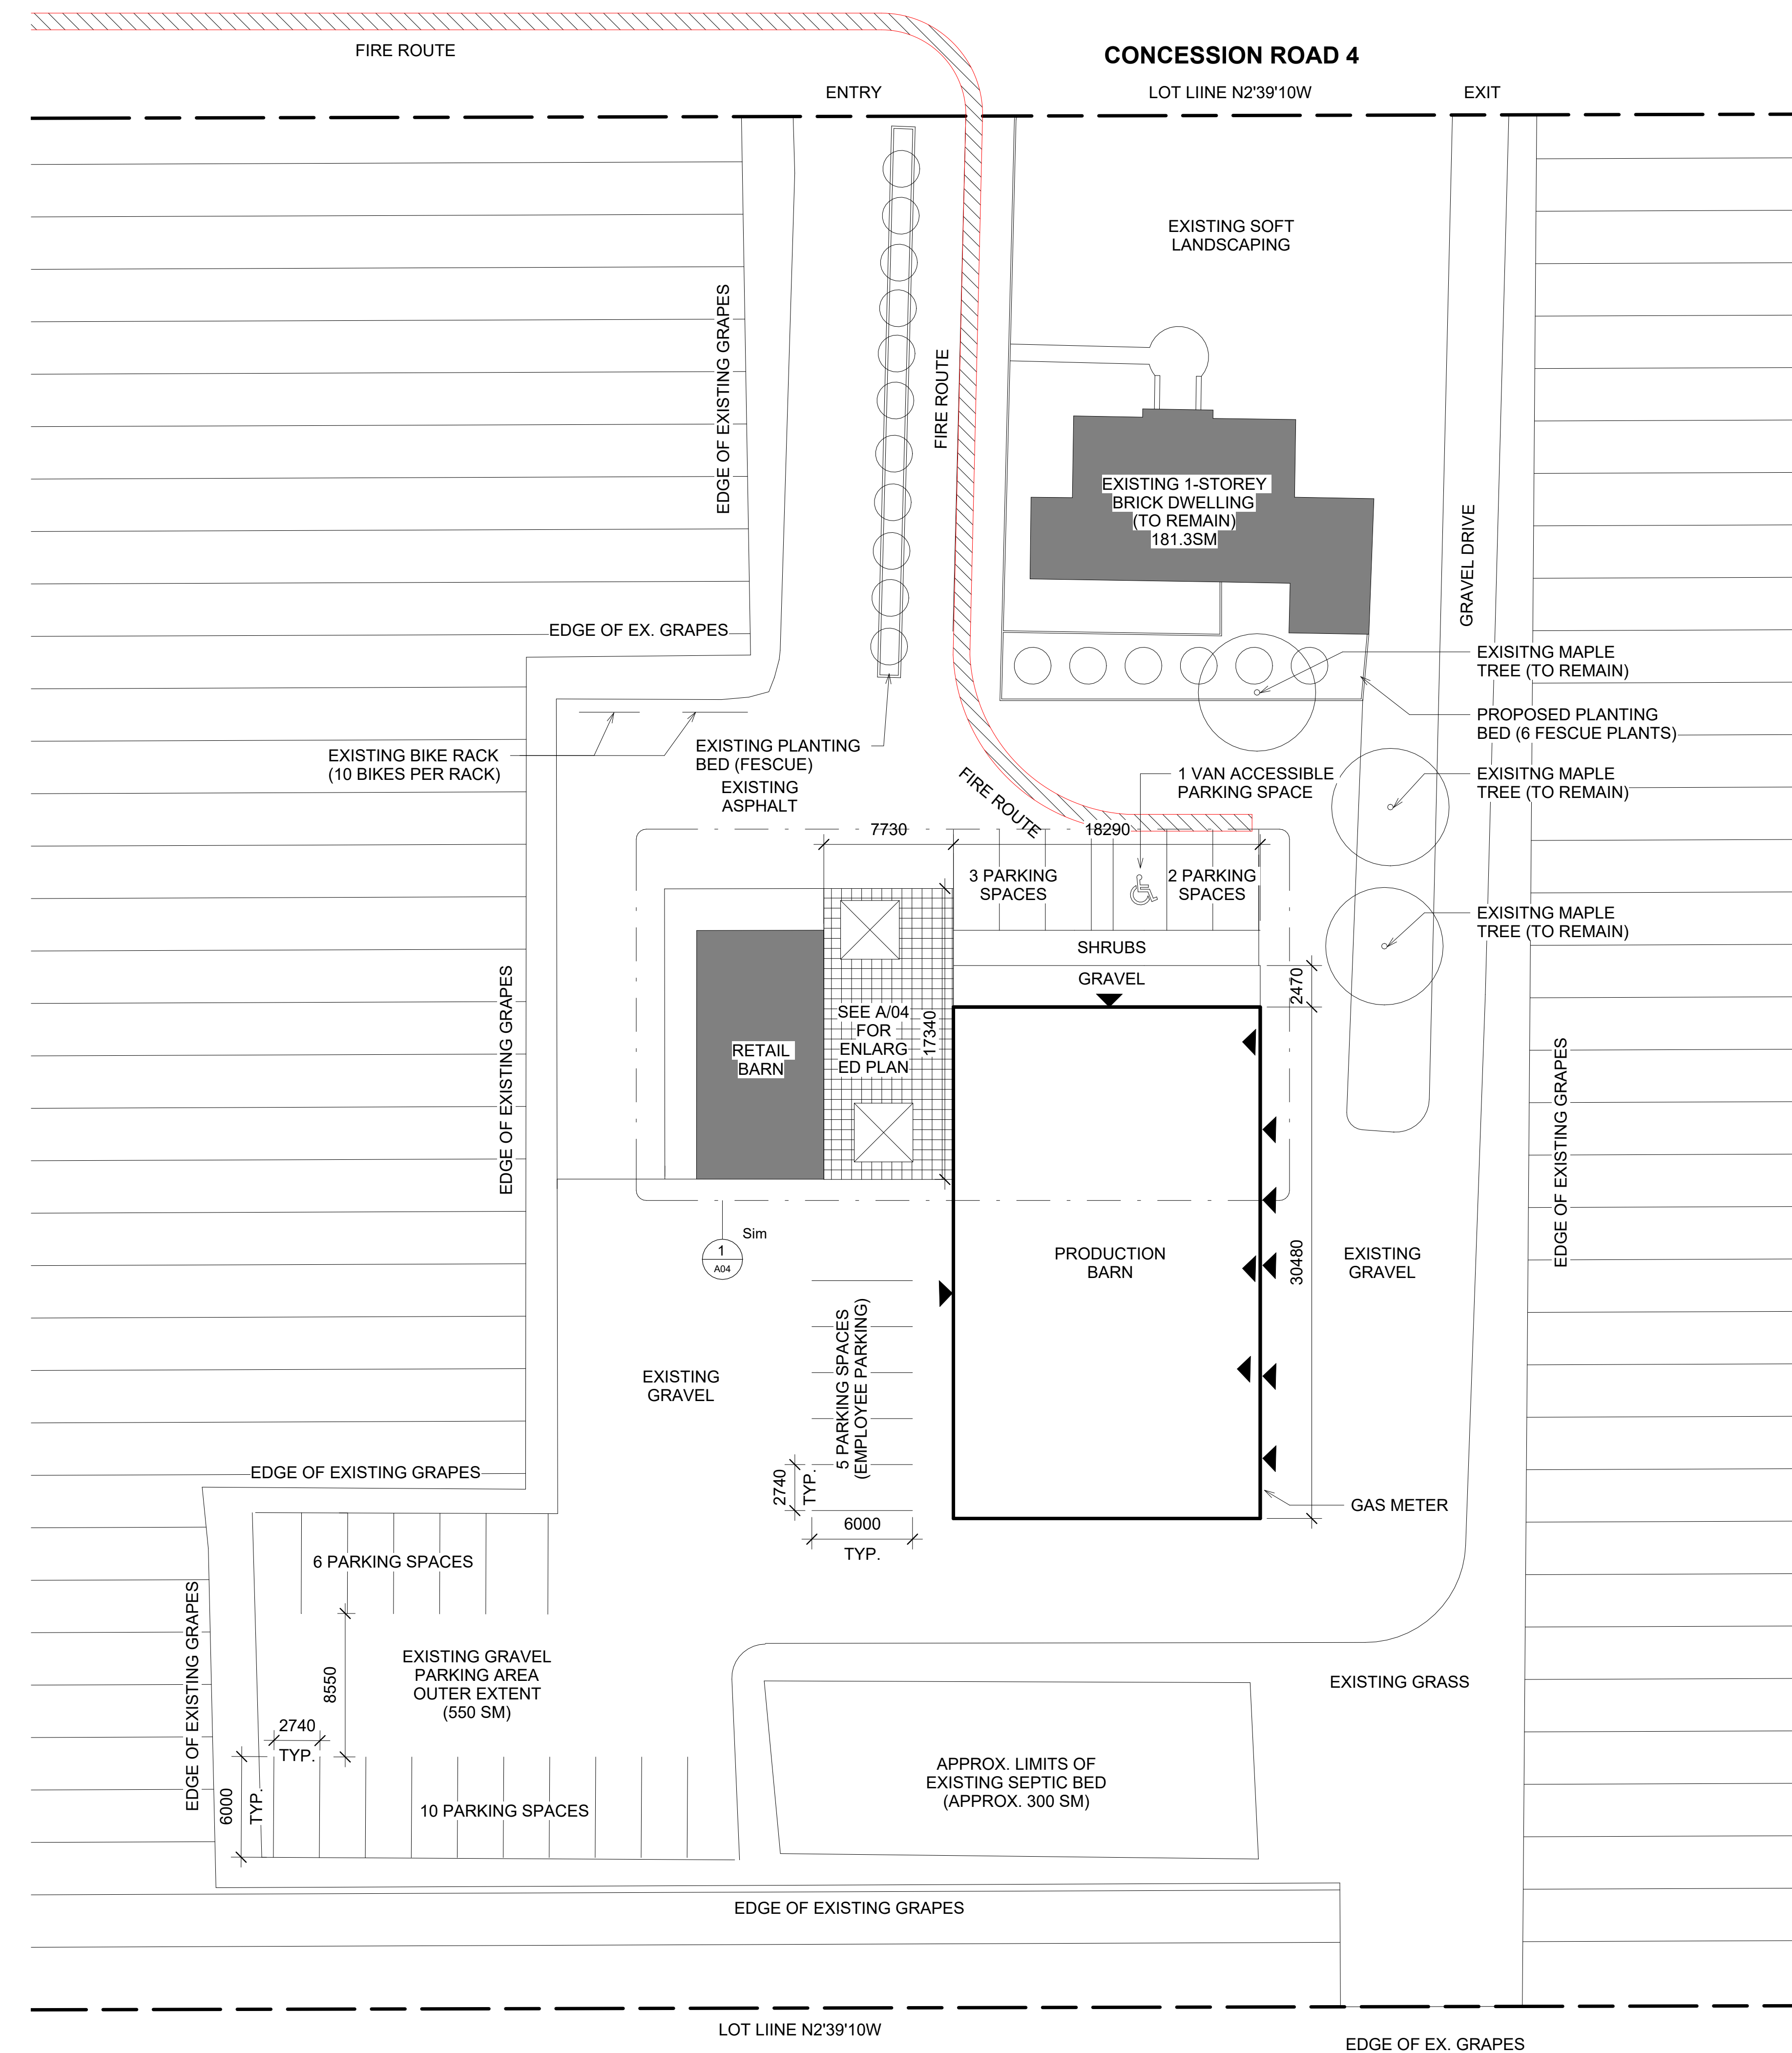 CONCESSION ROAD 4
FIRE ROUTE
ENTRY
LOT LIINE N2'39'10W
EXIT
EXISTING SOFT
LANDSCAPING
EDGE OF EXISTING GRAPES
FIRE ROUTE
EXISTING 1-STOREY
BRICK DWELLING
(TO REMAIN)
181.3SM
GRAVEL DRIVE
EDGE OF EX. GRAPES
EXISITNG MAPLE
TREE (TO REMAIN)
PROPOSED PLANTING
BED (6 FESCUE PLANTS)
EXISTING BIKE RACK
(10 BIKES PER RACK)
EXISTING PLANTING
BED (FESCUE)
EXISTING
ASPHALT
FIRE ROUTE
1 VAN ACCESSIBLE
PARKING SPACE
EXISITNG MAPLE
TREE (TO REMAIN)
7730
18290
3 PARKING
SPACES
2 PARKING
SPACES
EXISITNG MAPLE
TREE (TO REMAIN)
SHRUBS
GRAVEL
2470
EDGE OF EXISTING GRAPES
RETAIL
BARN
SEE A/04
FOR
ENLARG
ED PLAN
17340
EDGE OF EXISTING GRAPES
1
A04
Sim
PRODUCTION
BARN
30480
EXISTING
GRAVEL
EXISTING
GRAVEL
5 PARKING SPACES
(EMPLOYEE PARKING)
2740
TYP.
6000
TYP.
GAS METER
EDGE OF EXISTING GRAPES
6 PARKING SPACES
EDGE OF EXISTING GRAPES
EXISTING GRAVEL
PARKING AREA
OUTER EXTENT
(550 SM)
8550
2740
TYP.
6000
TYP.
10 PARKING SPACES
EXISTING GRASS
APPROX. LIMITS OF
EXISTING SEPTIC BED
(APPROX. 300 SM)
EDGE OF EXISTING GRAPES
LOT LIINE N2'39'10W
EDGE OF EX. GRAPES